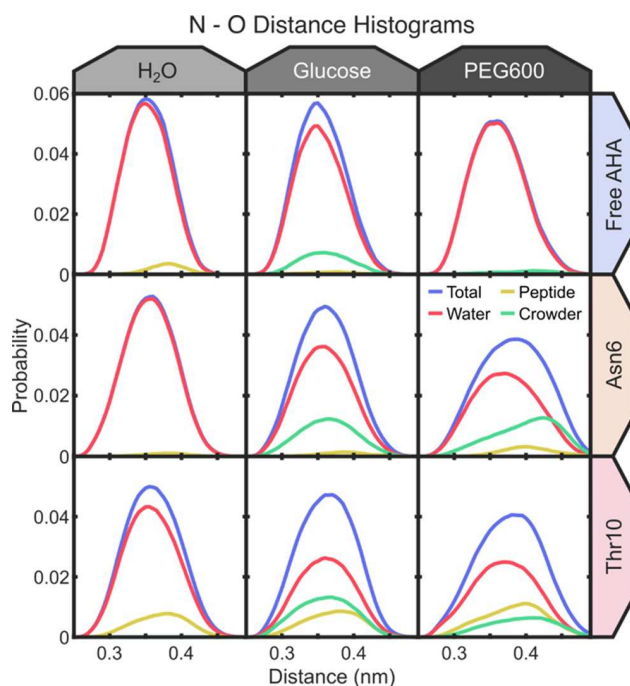 N - O Distance Histograms
H₂O Glucose PEG600
0.06
0.04
0.02
0
Free AHA
Total Peptide
Water Crowder
0.04
0.02
0
Asn6
Probability
0.04
0.02
0
Thr10
0.3 0.4 0.3 0.4 0.3 0.4
Distance (nm)